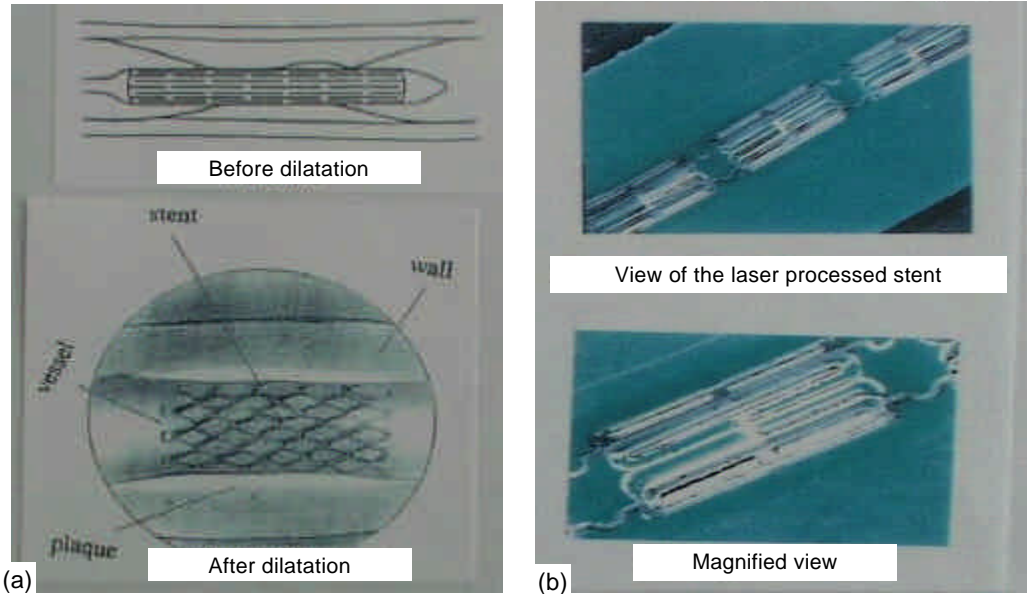 Before dilatation
stent
wall
vessel
plaque
After dilatation
(a)
View of the laser processed stent
Magnified view
(b)